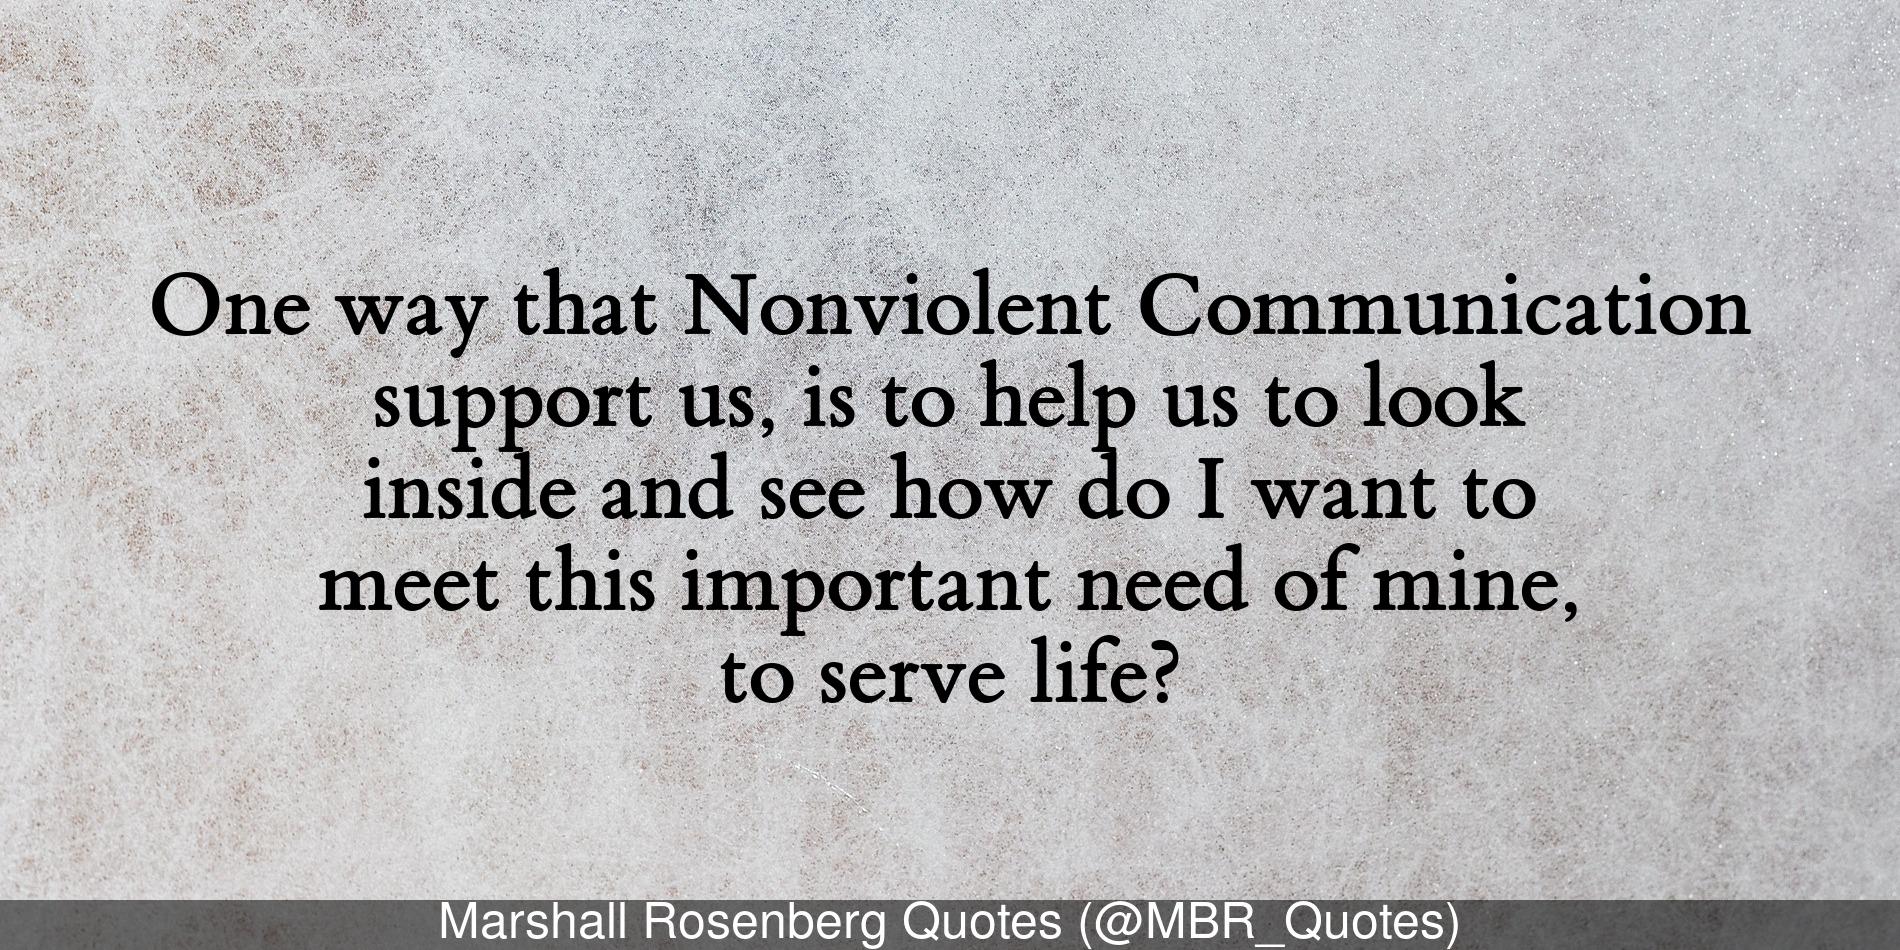 One way that Nonviolent Communication
support us, is to help us to look
inside and see how do I want to
meet this important need of mine,
to serve life?
Marshall Rosenberg Quotes (@MBR_Quotes)